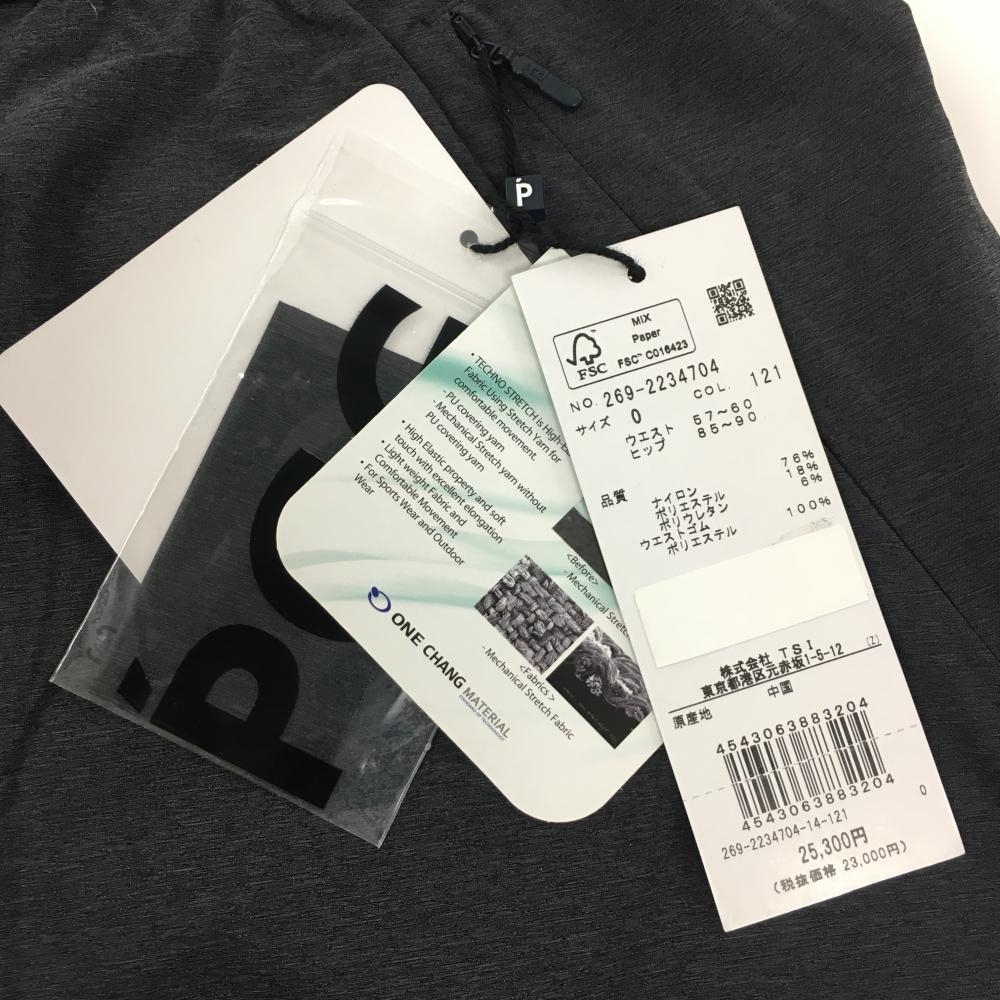 P
P
MIX
Paper
FSC™ C016423
FSC
NO. 269-2234704
COL. 121
サイズ 0
ウエスト 57~60
ヒップ 85~90
品質
ナイロン 76%
ポリエステル 18%
ポリウレタン 6%
ウエストゴム
ポリエステル 100%
株式会社 TSI (Z)
東京都港区元赤坂1-5-12
原産地 中国
4543063883204
4543063883204
269-2234704-14-121 0
25,300円
(税抜価格 23,000円)
• TECHNO STRETCH is High-El
Fabric Using Stretch Yarn for
comfortable movement.
- PU covering yarn
- Mechanical Stretch yarn without
PU covering yarn
• High Elastic property and soft
touch with excellent elongation
• Light weight Fabric and
Comfortable Movement
• For Sports Wear and Outdoor
Wear
<Before>
- Mechanical Stretc
<Fabrics>
- Mechanical Stretch Fabric
ONE CHANG MATERIAL